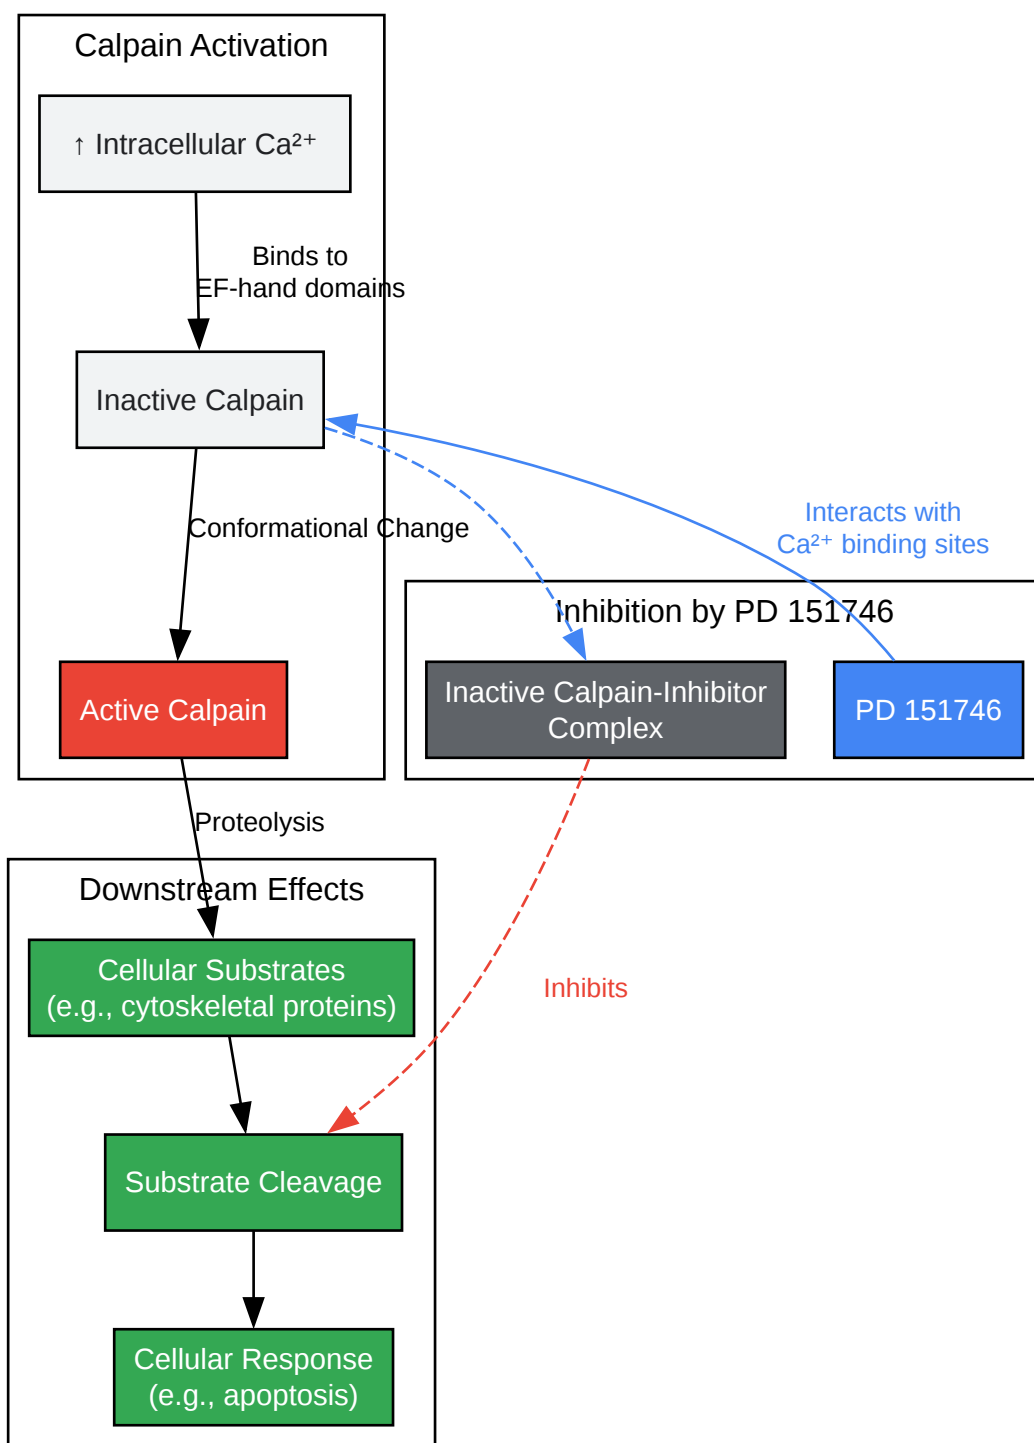 Calpain Activation
↑ Intracellular Ca²⁺
Binds to
EF-hand domains
Inactive Calpain
Conformational Change
Interacts with
Ca²⁺ binding sites
Inhibition by PD 151746
Active Calpain
Inactive Calpain-Inhibitor
Complex
PD 151746
Proteolysis
Downstream Effects
Cellular Substrates
(e.g., cytoskeletal proteins)
Inhibits
Substrate Cleavage
Cellular Response
(e.g., apoptosis)